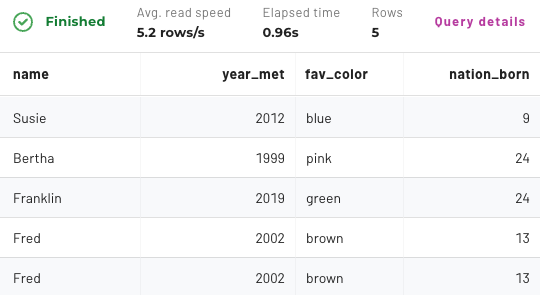 Finished
Avg. read speed
5.2 rows/s
Elapsed time
0.96s
Rows
5
Query details
name year_met fav_color nation_born
Susie 2012 blue 9
Bertha 1999 pink 24
Franklin 2019 green 24
Fred 2002 brown 13
Fred 2002 brown 13